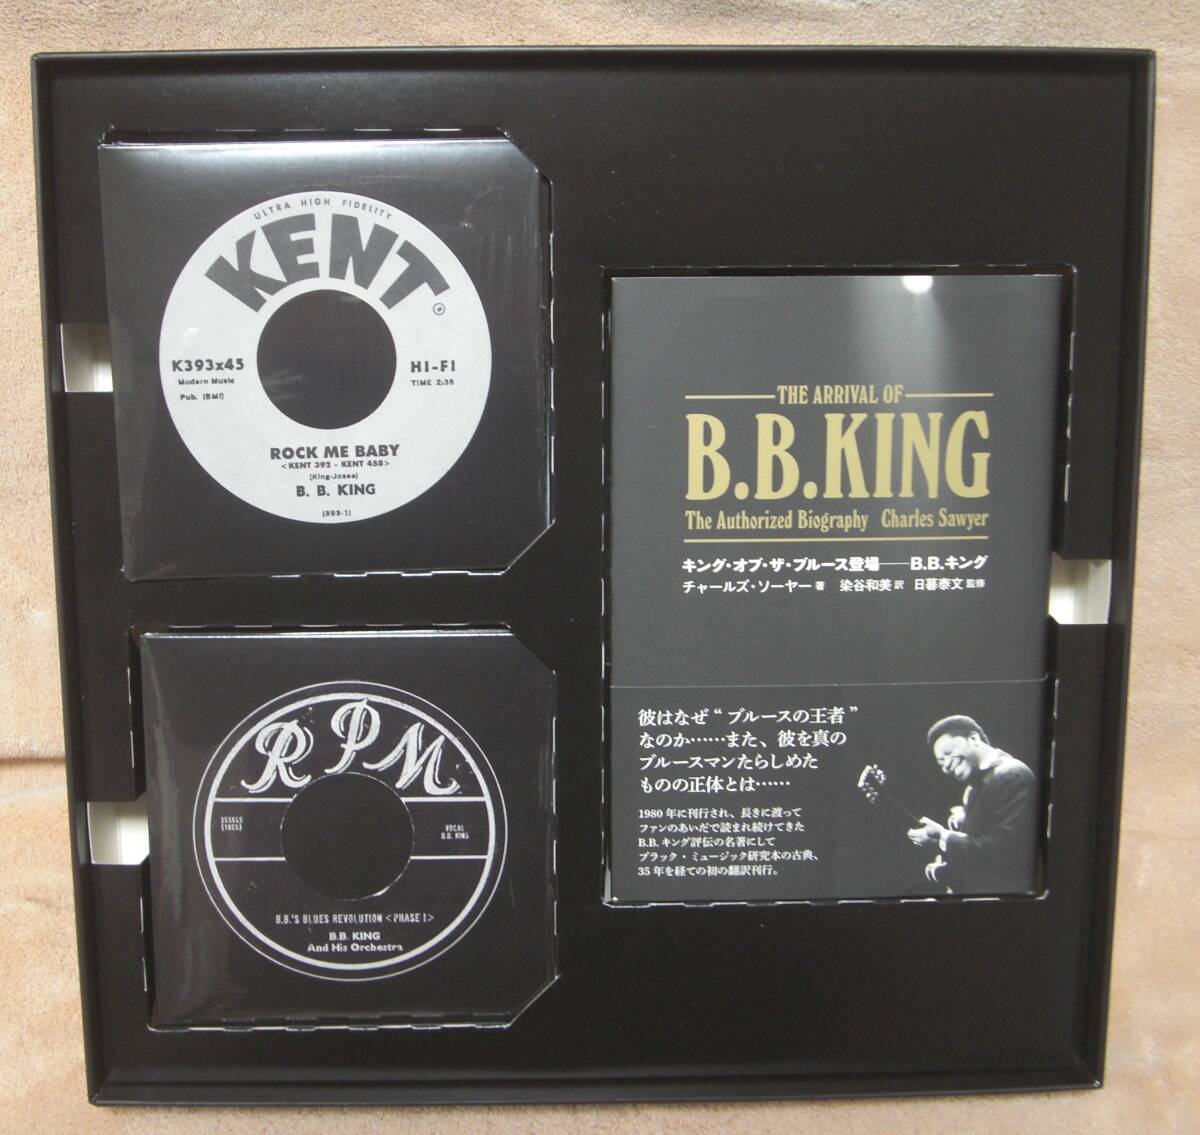 ULTRA HIGH FIDELITY
KENT
®
K393x45
Modern Music
Pub. (BMI)
HI-FI
TIME 2:35
ROCK ME BABY
<KENT 392 - KENT 458>
(King-Josea)
B. B. KING
(393-1)
RPM
355X45
(1805)
VOCAL
B.B. KING
B.B.'S BLUES REVOLUTION <PHASE 1>
B.B. KING
And His Orchestra
THE ARRIVAL OF
B.B.KING
The Authorized Biography Charles Sawyer
キング・オブ・ザ・ブルース登場──B.B.キング
チャールズ・ソーヤー 著 染谷和美 訳 日暮泰文 監修
彼はなぜ“ブルースの王者”
なのか……また、彼を真の
ブルースマンたらしめた
ものの正体とは……
1980年に刊行され、長きに渡って
ファンのあいだで読まれ続けてきた
B.B.キング評伝の名著にして
ブラック・ミュージック研究本の古典、
35年を経ての初の翻訳刊行。